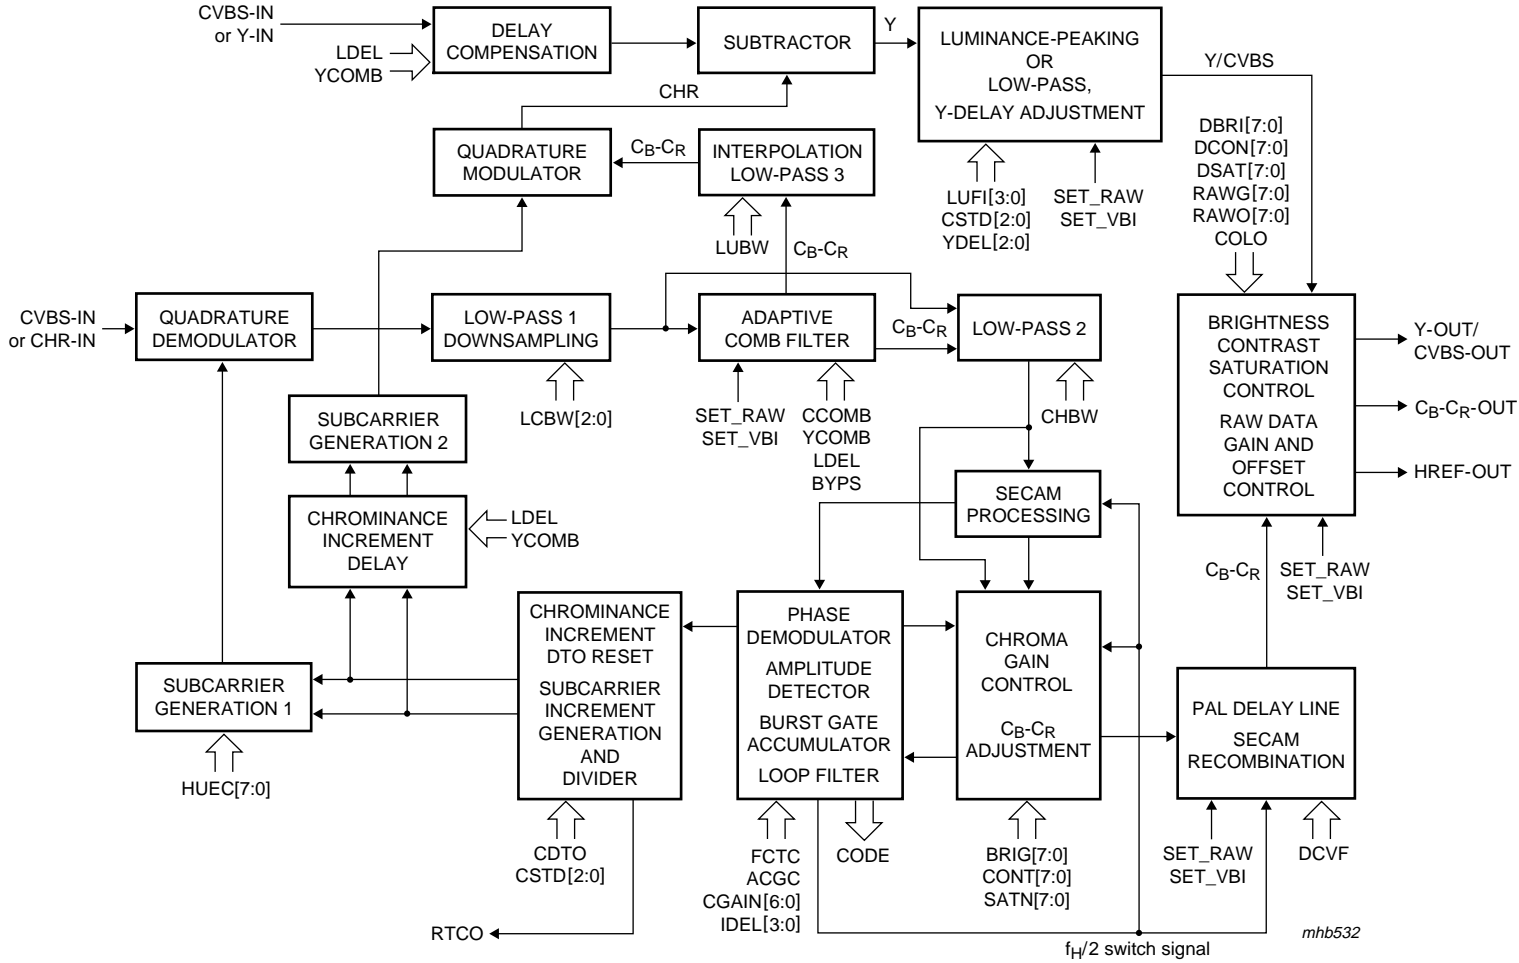 CVBS-IN
or Y-IN
LDEL
YCOMB
DELAY
COMPENSATION
SUBTRACTOR
Y
LUMINANCE-PEAKING
OR
LOW-PASS,
Y-DELAY ADJUSTMENT
Y/CVBS
CHR
QUADRATURE
MODULATOR
CB-CR
INTERPOLATION
LOW-PASS 3
LUBW
CB-CR
LUFI[3:0]
CSTD[2:0]
YDEL[2:0]
SET_RAW
SET_VBI
DBRI[7:0]
DCON[7:0]
DSAT[7:0]
RAWG[7:0]
RAWO[7:0]
COLO
CVBS-IN
or CHR-IN
QUADRATURE
DEMODULATOR
LOW-PASS 1
DOWNSAMPLING
LCBW[2:0]
ADAPTIVE
COMB FILTER
CB-CR
LOW-PASS 2
SET_RAW
SET_VBI
CCOMB
YCOMB
LDEL
BYPS
CHBW
BRIGHTNESS
CONTRAST
SATURATION
CONTROL
RAW DATA
GAIN AND
OFFSET
CONTROL
Y-OUT/
CVBS-OUT
CB-CR-OUT
HREF-OUT
SUBCARRIER
GENERATION 2
CHROMINANCE
INCREMENT
DELAY
LDEL
YCOMB
SECAM
PROCESSING
CB-CR
SET_RAW
SET_VBI
SUBCARRIER
GENERATION 1
HUEC[7:0]
CHROMINANCE
INCREMENT
DTO RESET
SUBCARRIER
INCREMENT
GENERATION
AND
DIVIDER
CDTO
CSTD[2:0]
RTCO
PHASE
DEMODULATOR
AMPLITUDE
DETECTOR
BURST GATE
ACCUMULATOR
LOOP FILTER
FCTC
ACGC
CGAIN[6:0]
IDEL[3:0]
CODE
CHROMA
GAIN
CONTROL
CB-CR
ADJUSTMENT
BRIG[7:0]
CONT[7:0]
SATN[7:0]
PAL DELAY LINE
SECAM
RECOMBINATION
SET_RAW
SET_VBI
DCVF
fH/2 switch signal
mhb532